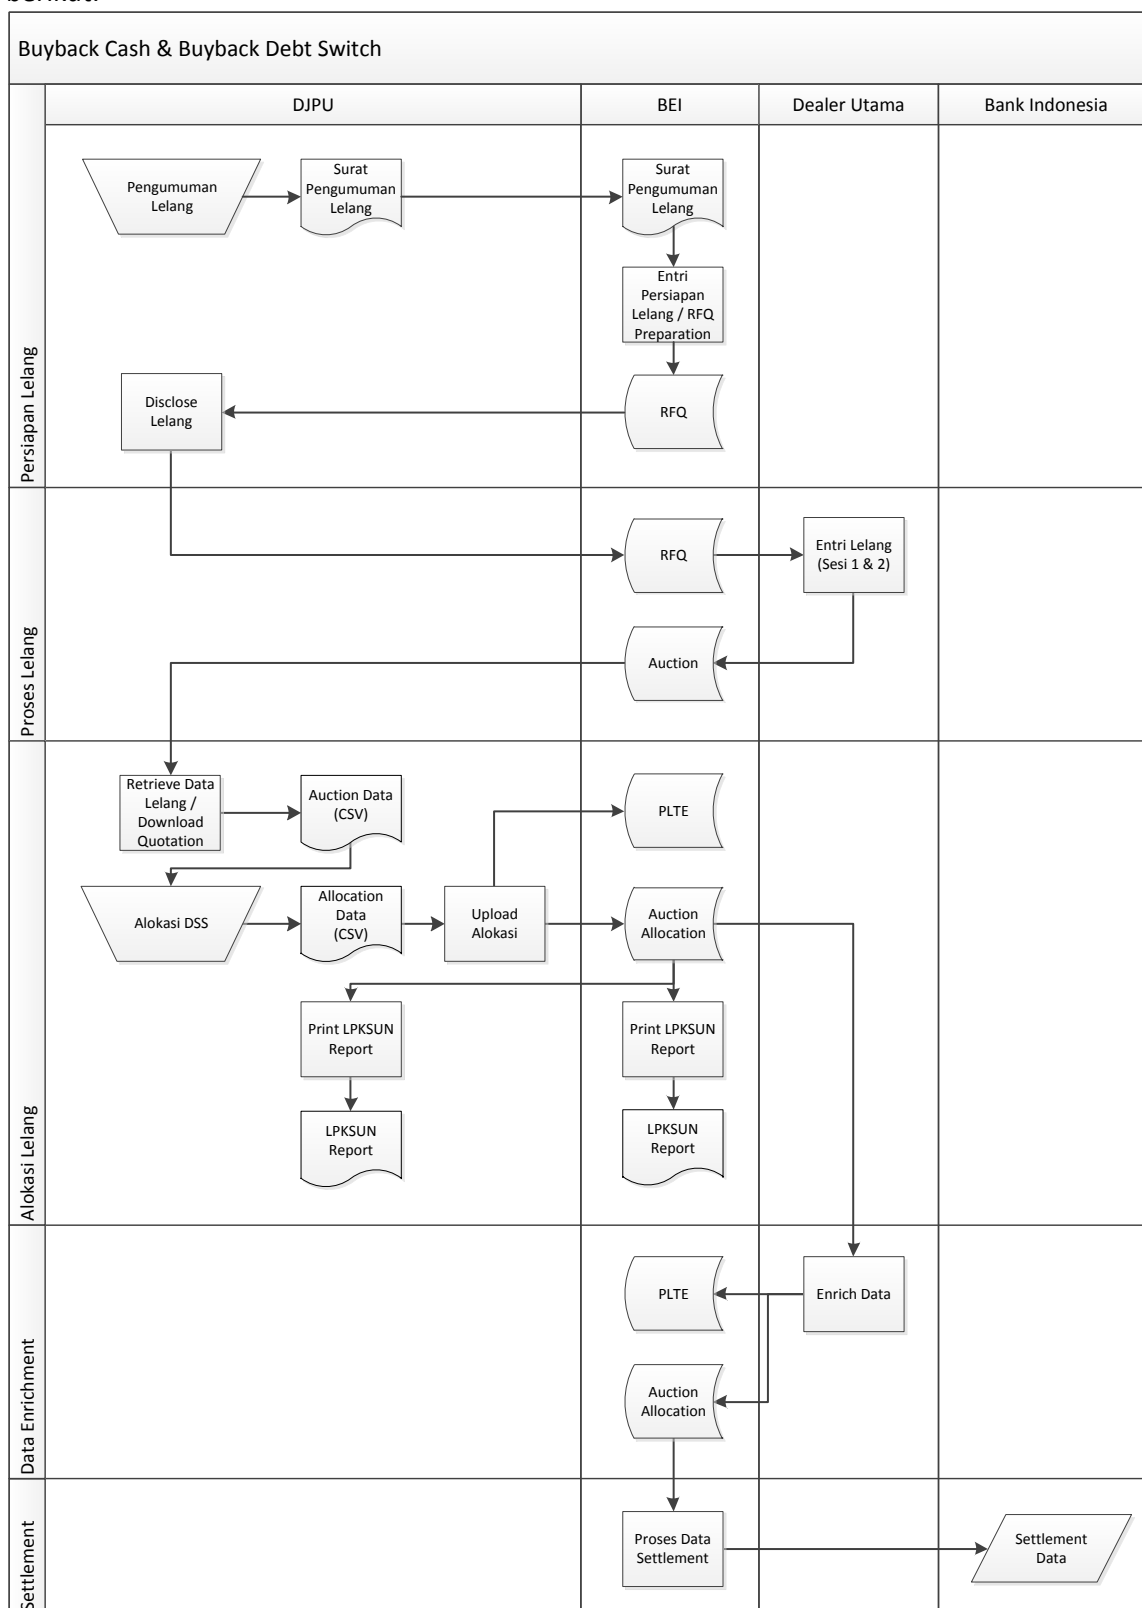 berikut:
Buyback Cash & Buyback Debt Switch
DJPU
BEI
Dealer Utama
Bank Indonesia
Persiapan Lelang
Pengumuman
Lelang
Surat
Pengumuman
Lelang
Surat
Pengumuman
Lelang
Entri
Persiapan
Lelang / RFQ
Preparation
Disclose
Lelang
RFQ
Proses Lelang
RFQ
Entri Lelang
(Sesi 1 & 2)
Auction
Alokasi Lelang
Retrieve Data
Lelang /
Download
Quotation
Auction Data
(CSV)
PLTE
Alokasi DSS
Allocation
Data
(CSV)
Upload
Alokasi
Auction
Allocation
Print LPKSUN
Report
Print LPKSUN
Report
LPKSUN
Report
LPKSUN
Report
Data Enrichment
PLTE
Enrich Data
Auction
Allocation
Settlement
Proses Data
Settlement
Settlement
Data